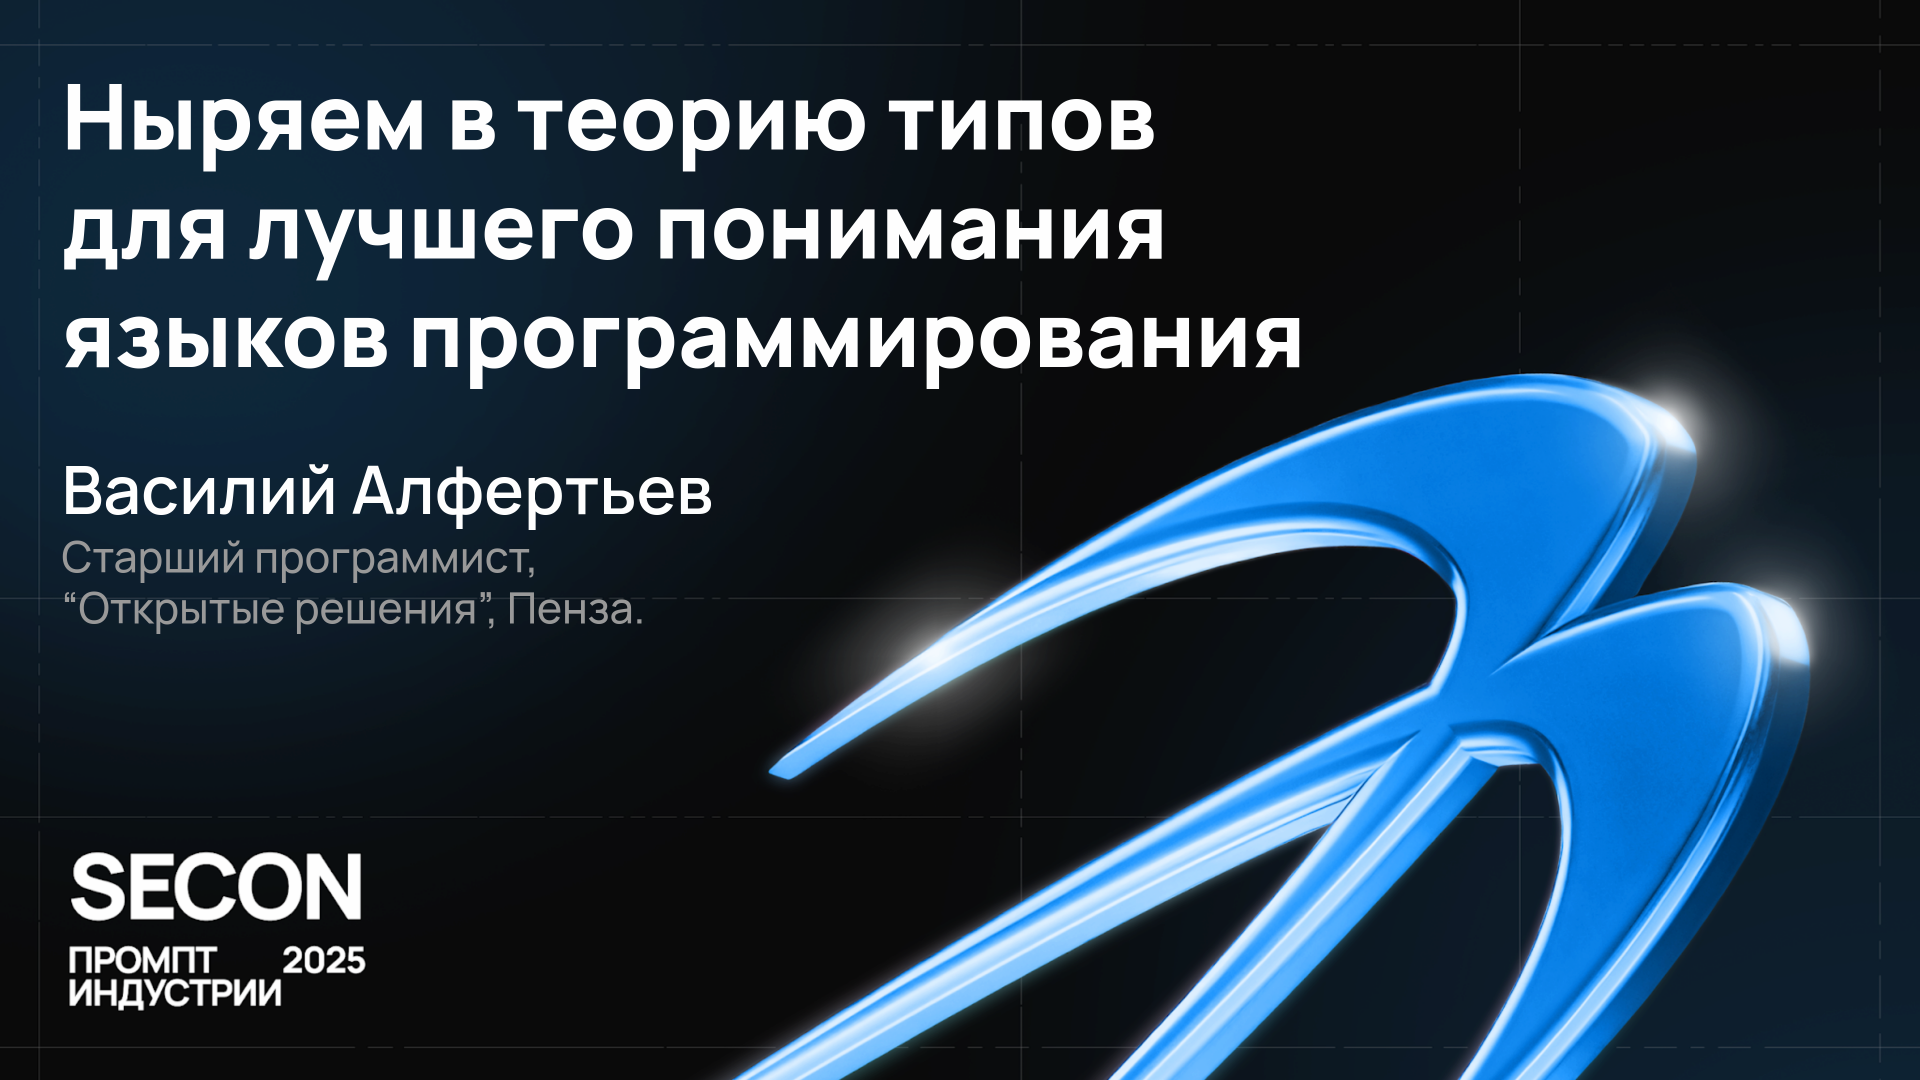 Ныряем в теорию типов
для лучшего понимания
языков программирования
Василий Алфертьев
Старший программист,
“Открытые решения”, Пенза.
SECON
ПРОМПТ 2025
ИНДУСТРИИ